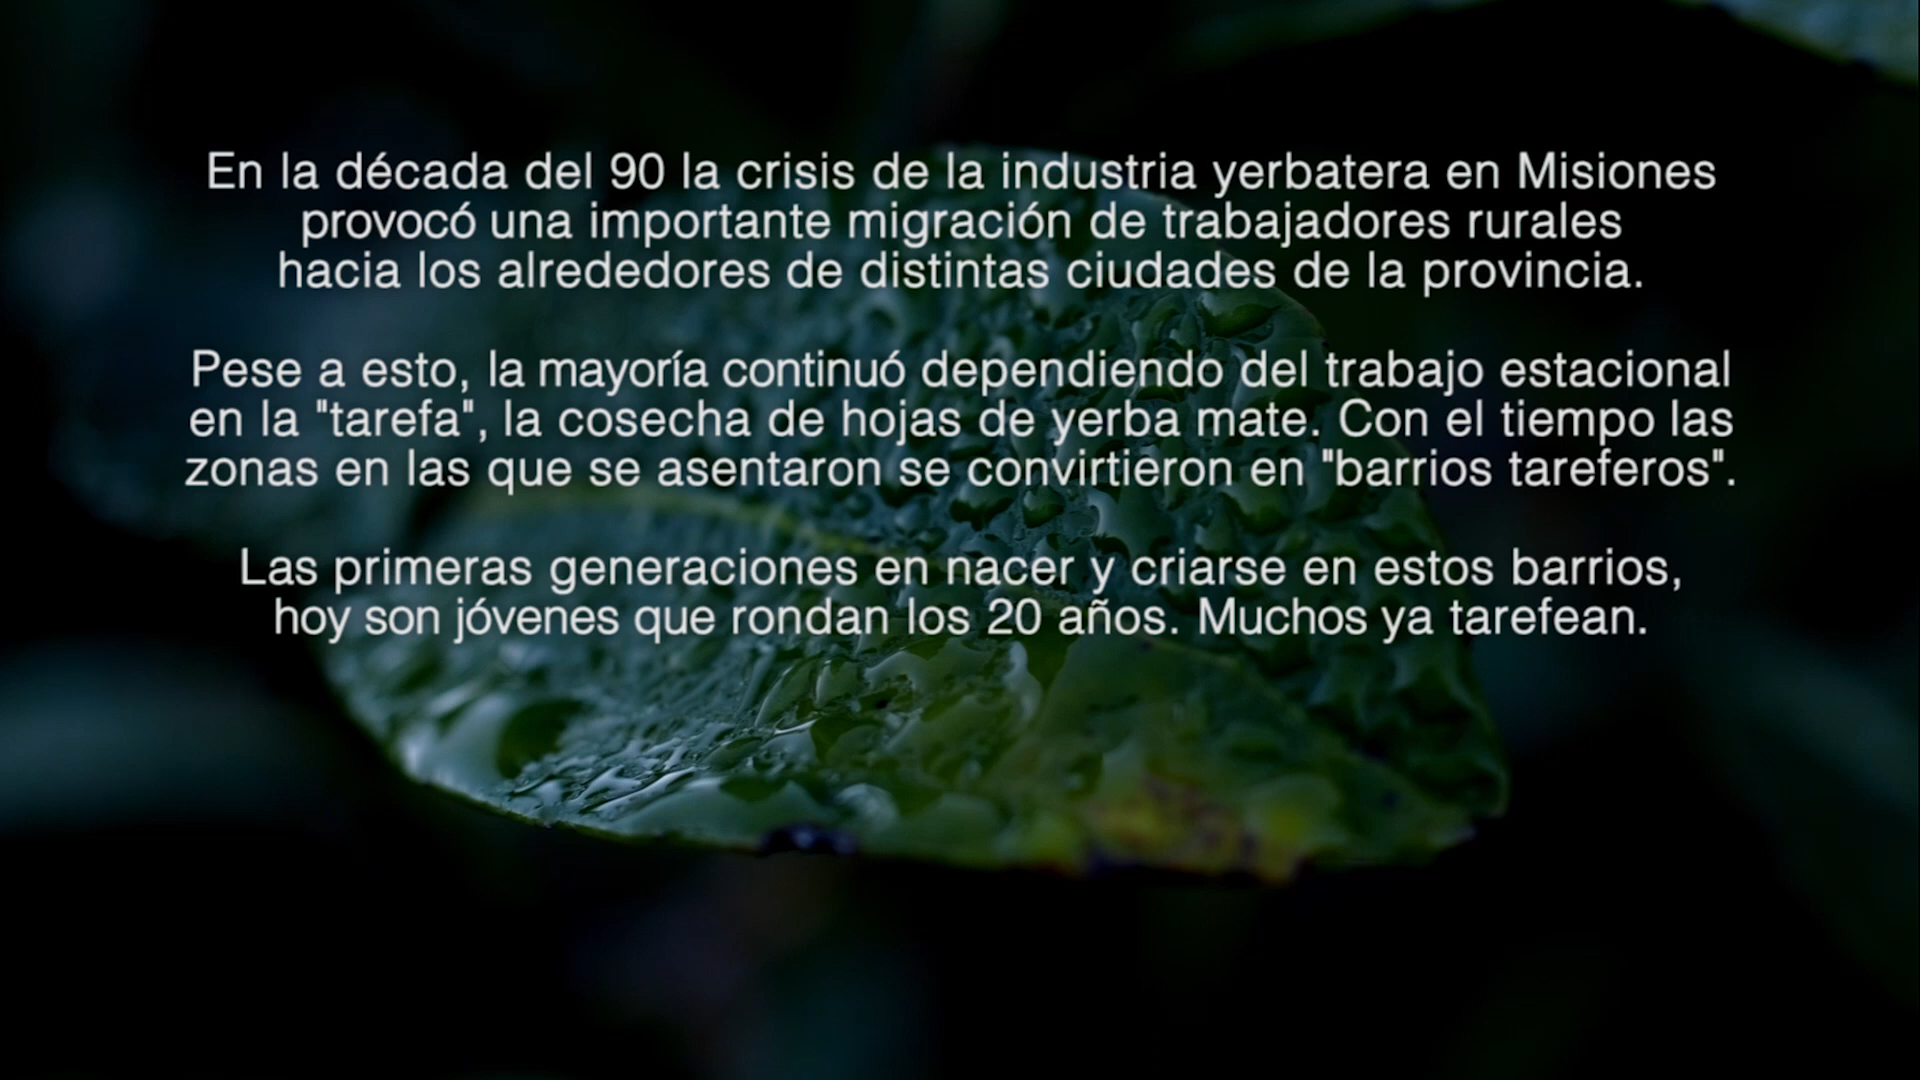 En la década del 90 la crisis de la industria yerbatera en Misiones
provocó una importante migración de trabajadores rurales
hacia los alrededores de distintas ciudades de la provincia.
Pese a esto, la mayoría continuó dependiendo del trabajo estacional
en la "tarefa", la cosecha de hojas de yerba mate. Con el tiempo las
zonas en las que se asentaron se convirtieron en "barrios tareferos".
Las primeras generaciones en nacer y criarse en estos barrios,
hoy son jóvenes que rondan los 20 años. Muchos ya tarefean.